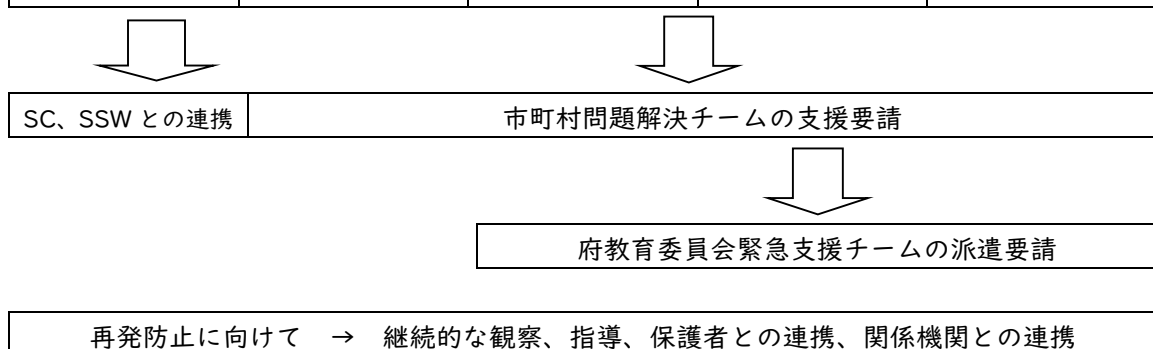 SC、SSW との連携
市町村問題解決チームの支援要請
府教育委員会緊急支援チームの派遣要請
再発防止に向けて → 継続的な観察、指導、保護者との連携、関係機関との連携